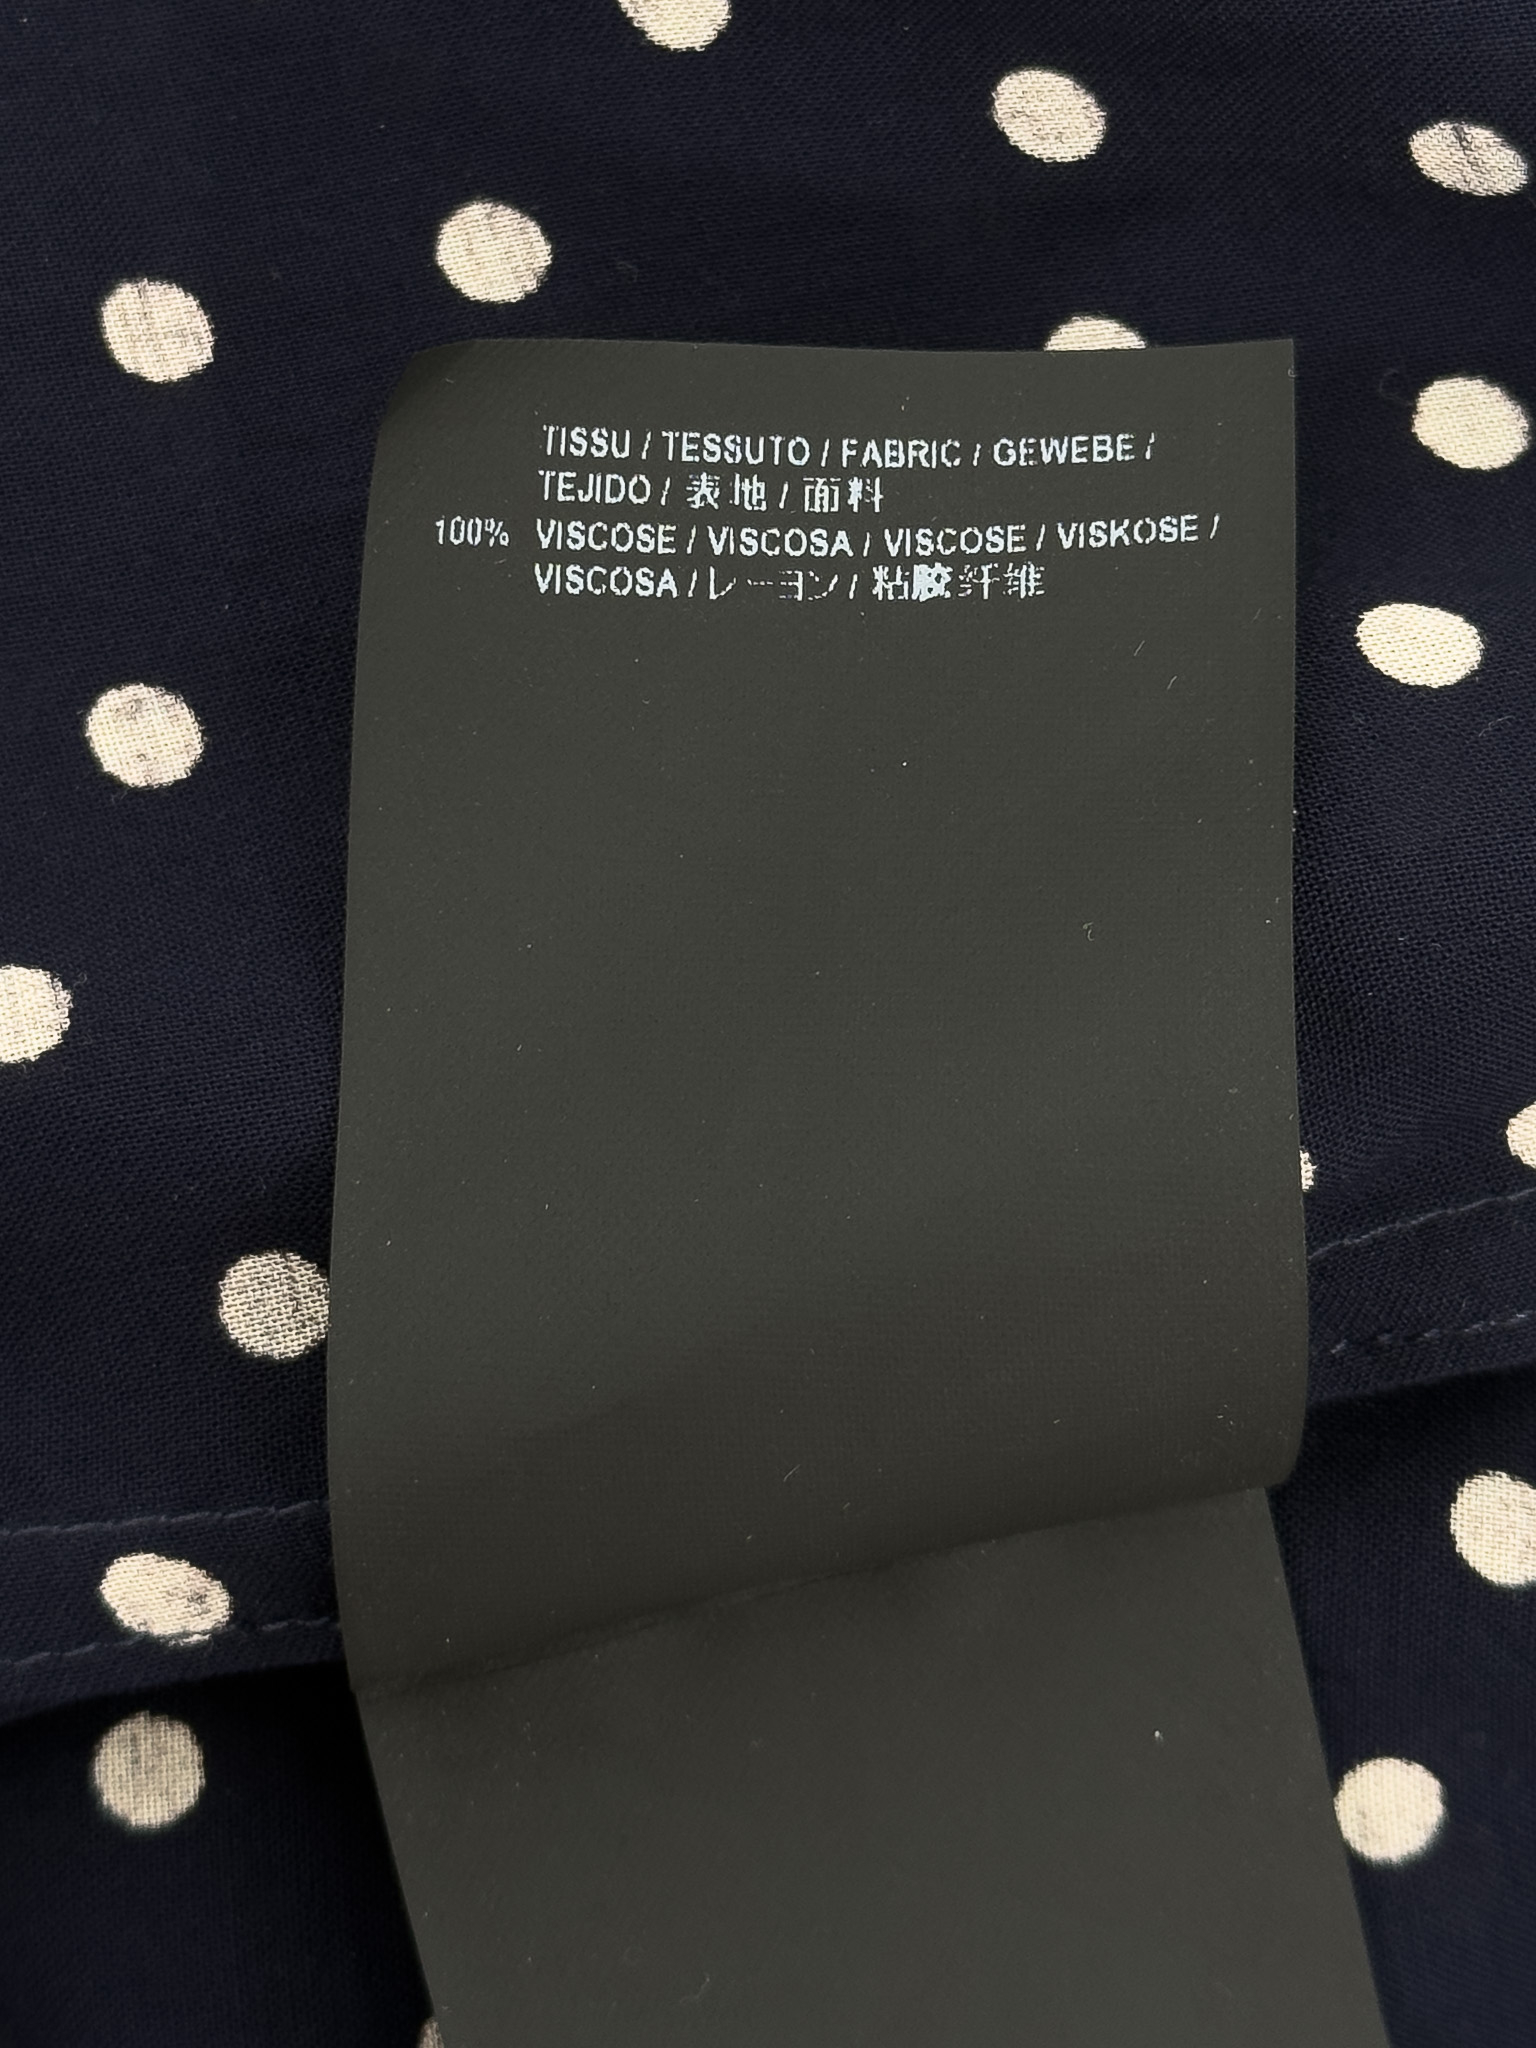 TISSU / TESSUTO / FABRIC / GEWEBE /
TEJIDO / 表地 / 面料
100% VISCOSE / VISCOSA / VISCOSE / VISKOSE /
VISCOSA / レーヨン / 粘胶纤维